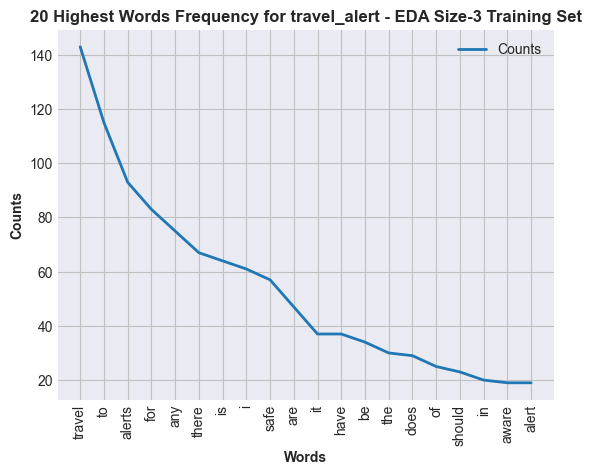 20 Highest Words Frequency for travel_alert - EDA Size-3 Training Set
Counts
140
120
100
80
60
40
20
Counts
travel
to
alerts
for
any
there
is
i
safe
are
it
have
be
the
does
of
should
in
aware
alert
Words